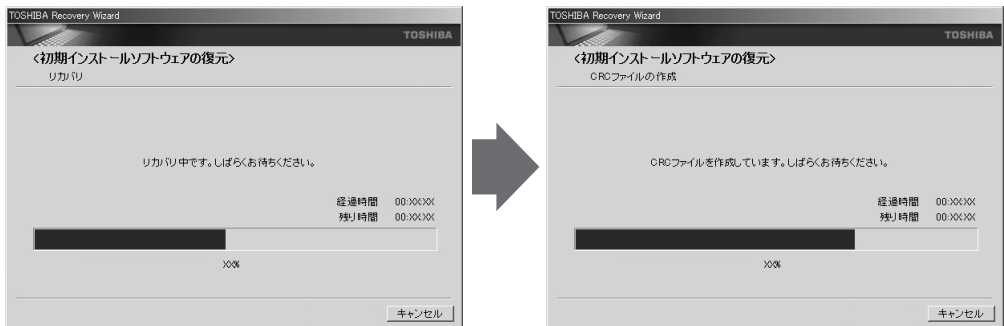 TOSHIBA Recovery Wizard
TOSHIBA
<初期インストールソフトウェアの復元>
リカバリ
リカバリ中です。しばらくお待ちください。
経過時間 00:XX:XX
残り時間 00:XX:XX
XX%
キャンセル
TOSHIBA Recovery Wizard
TOSHIBA
<初期インストールソフトウェアの復元>
CRCファイルの作成
CRCファイルを作成しています。しばらくお待ちください。
経過時間 00:XX:XX
残り時間 00:XX:XX
XX%
キャンセル